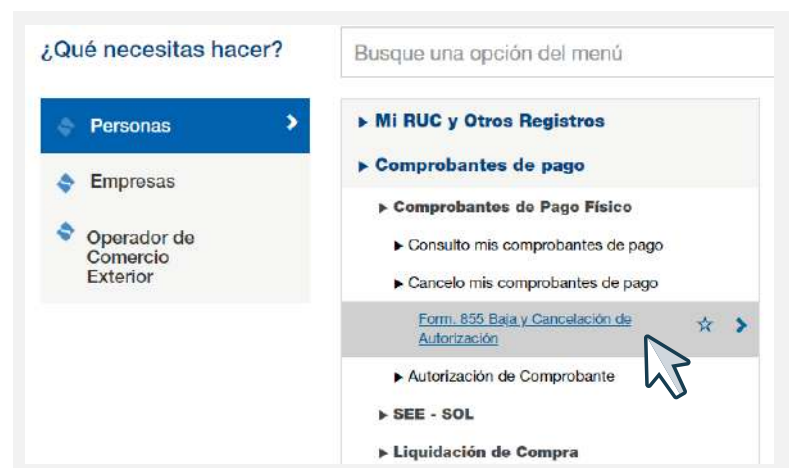 ¿Qué necesitas hacer?
Busque una opción del menú
Personas
Empresas
Operador de
Comercio
Exterior
Mi RUC y Otros Registros
Comprobantes de pago
Comprobantes de Pago Físico
Consulto mis comprobantes de pago
Cancelo mis comprobantes de pago
Form. 855 Baja y Cancelación de
Autorización
Autorización de Comprobante
SEE - SOL
Liquidación de Compra